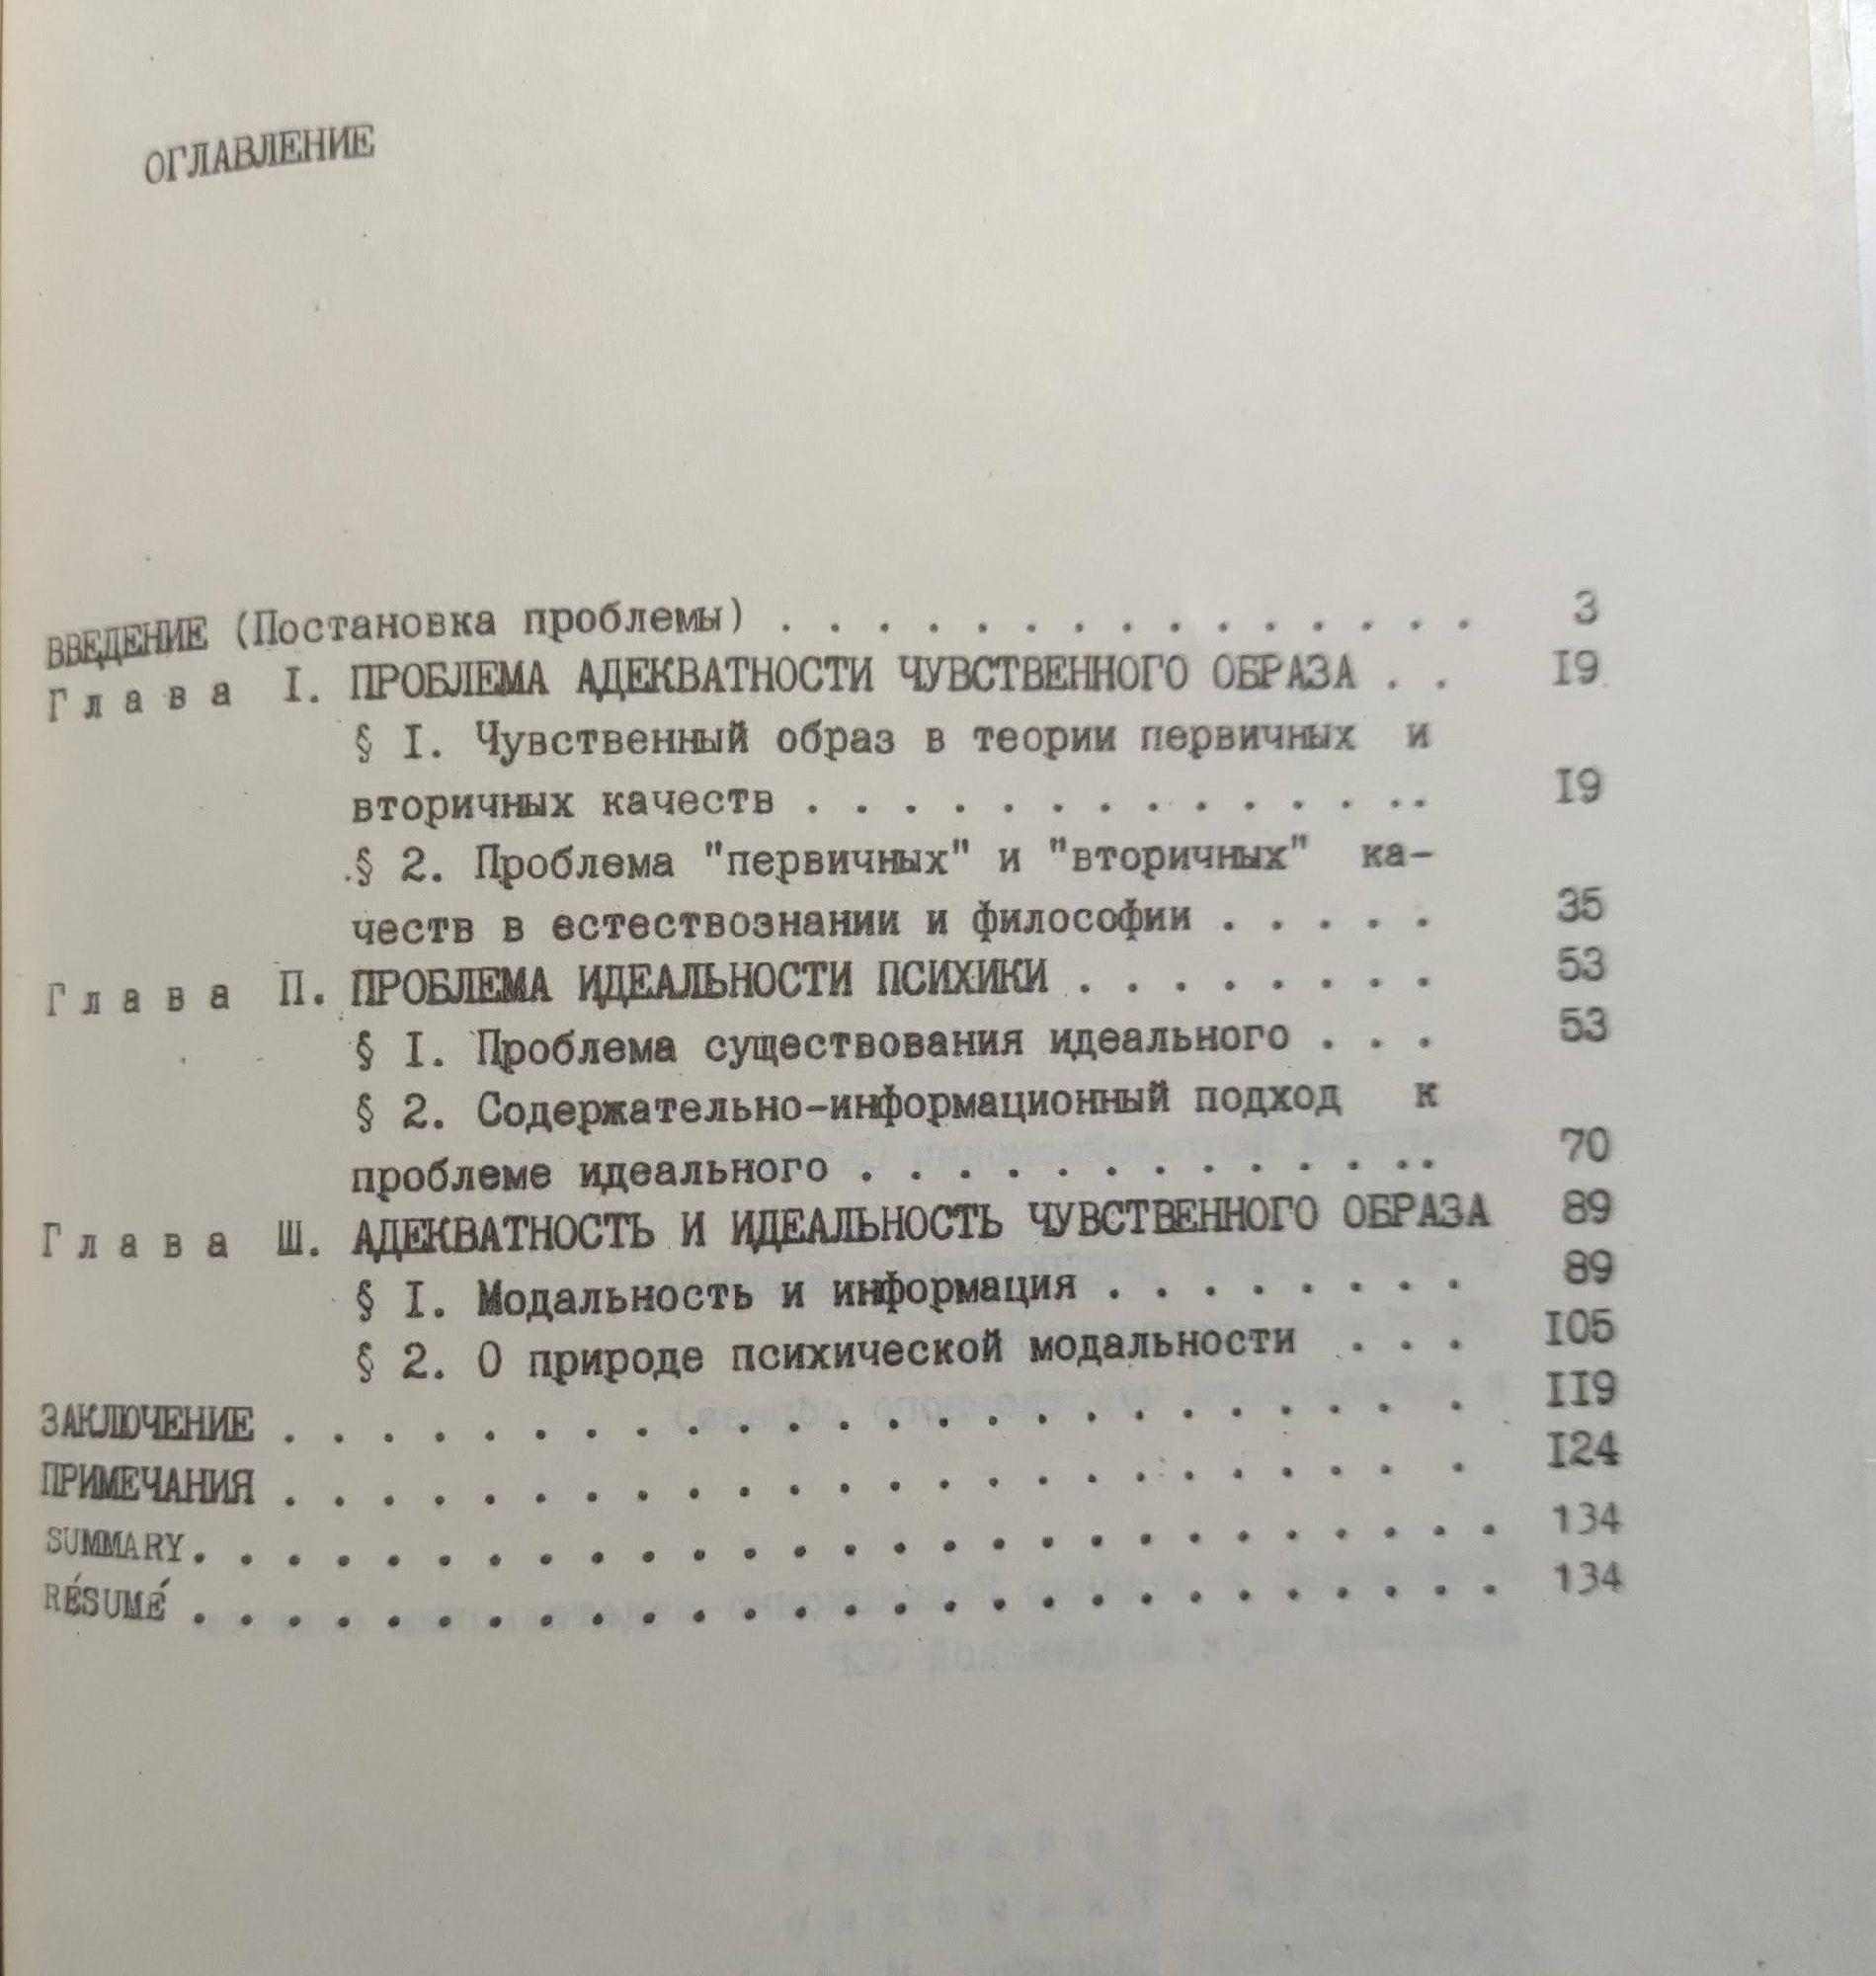 ОГЛАВЛЕНИЕ
ВВЕДЕНИЕ (Постановка проблемы) . . . . . . . . . . . . . . . 3
Глава I. ПРОБЛЕМА АДЕКВАТНОСТИ ЧУВСТВЕННОГО ОБРАЗА . . I9
§ I. Чувственный образ в теории первичных и
вторичных качеств . . . . . . . . . . . . . .. I9
§ 2. Проблема "первичных" и "вторичных" ка-
честв в естествознании и философии . . . . . 35
Глава П. ПРОБЛЕМА ИДЕАЛЬНОСТИ ПСИХИКИ . . . . . . . . 53
§ I. Проблема существования идеального . . . 53
§ 2. Содержательно-информационный подход к
проблеме идеального . . . . . . . . . . . . .. 70
Глава Ш. АДЕКВАТНОСТЬ И ИДЕАЛЬНОСТЬ ЧУВСТВЕННОГО ОБРАЗА 89
§ I. Модальность и информация . . . . . . . . 89
§ 2. О природе психической модальности . . . I05
ЗАКЛЮЧЕНИЕ . . . . . . . . . . . . . . . . . . . . . . . . II9
ПРИМЕЧАНИЯ . . . . . . . . . . . . . . . . . . . . . . . . I24
SUMMARY. . . . . . . . . . . . . . . . . . . . . . . . . . . 134
RÉSUMÉ . . . . . . . . . . . . . . . . . . . . . . . . . . . 134